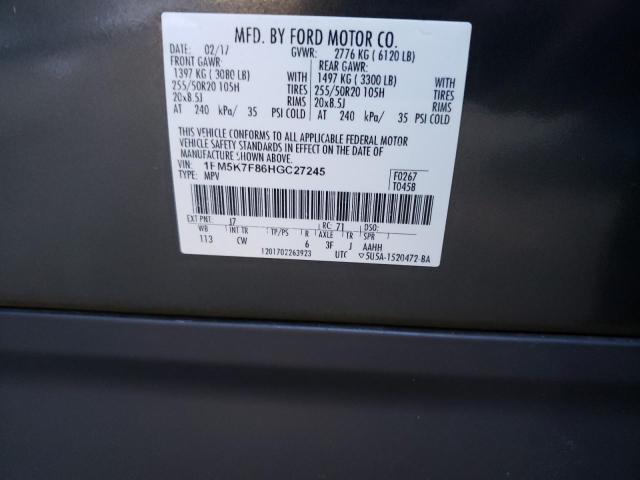 MFD. BY FORD MOTOR CO.
DATE: 02/17 GVWR: 2776 KG ( 6120 LB)
FRONT GAWR: REAR GAWR:
1397 KG ( 3080 LB) WITH 1497 KG ( 3300 LB) WITH
255/50R20 105H TIRES 255/50R20 105H TIRES
20x8.5J RIMS 20x8.5J RIMS
AT 240 kPa/ 35 PSI COLD AT 240 kPa/ 35 PSI COLD
THIS VEHICLE CONFORMS TO ALL APPLICABLE FEDERAL MOTOR
VEHICLE SAFETY STANDARDS IN EFFECT ON THE DATE OF
MANUFACTURE SHOWN ABOVE.
VIN: 1FM5K7F86HGC27245 F0267
TYPE: MPV T0458
EXT PNT: J7 RC: 71 DSO:
WB INT TR TP/PS R AXLE TR SPR
113 CW 6 3F J AAHH
1201702263923 UTC ▽5U5A-1520472-BA